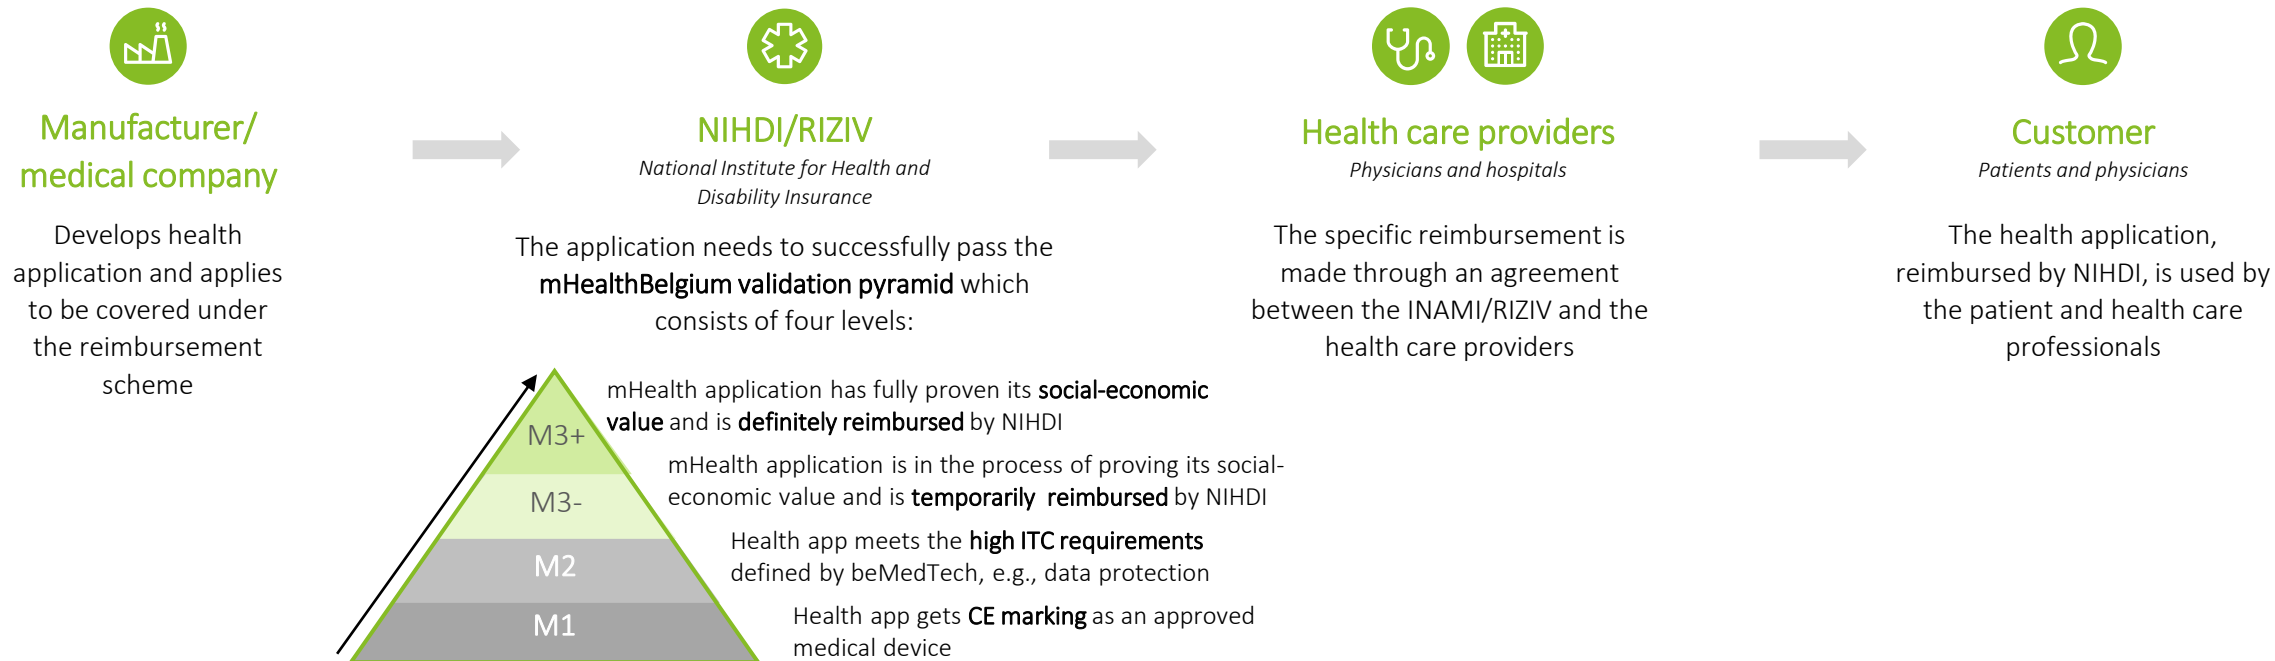 Manufacturer/
medical company
Develops health
application and applies
to be covered under
the reimbursement
scheme
NIHDI/RIZIV
National Institute for Health and
Disability Insurance
The application needs to successfully pass the
mHealthBelgium validation pyramid which
consists of four levels:
M3+
mHealth application has fully proven its social-economic
value and is definitely reimbursed by NIHDI
M3-
mHealth application is in the process of proving its social-
economic value and is temporarily reimbursed by NIHDI
M2
Health app meets the high ITC requirements
defined by beMedTech, e.g., data protection
M1
Health app gets CE marking as an approved
medical device
Health care providers
Physicians and hospitals
The specific reimbursement is
made through an agreement
between the INAMI/RIZIV and the
health care providers
Customer
Patients and physicians
The health application,
reimbursed by NIHDI, is used by
the patient and health care
professionals